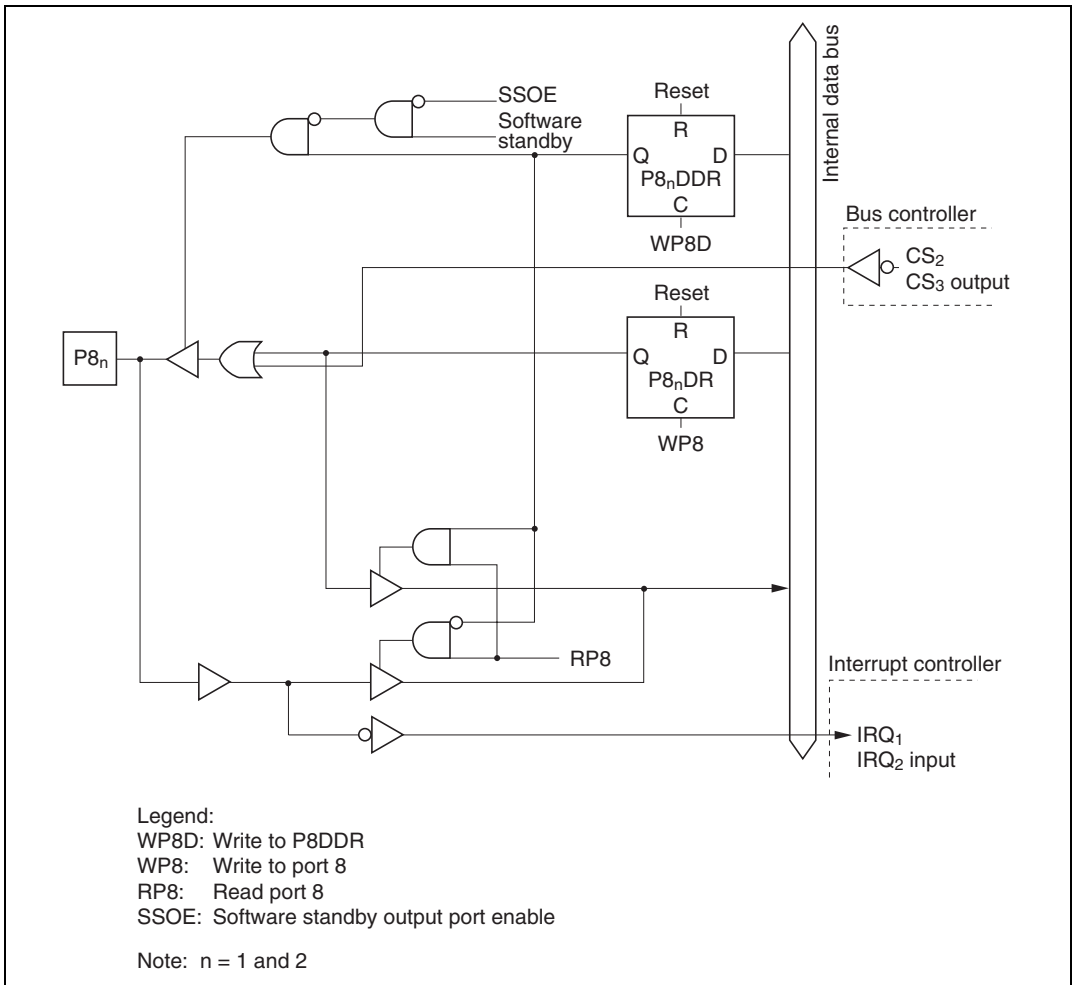 SSOE
Software
standby
Reset
R
Q D
P8nDDR
C
WP8D
Internal data bus
Bus controller
CS2
CS3 output
Reset
R
Q D
P8nDR
C
WP8
P8n
RP8
Interrupt controller
IRQ1
IRQ2 input
Legend:
WP8D: Write to P8DDR
WP8: Write to port 8
RP8: Read port 8
SSOE: Software standby output port enable
Note: n = 1 and 2